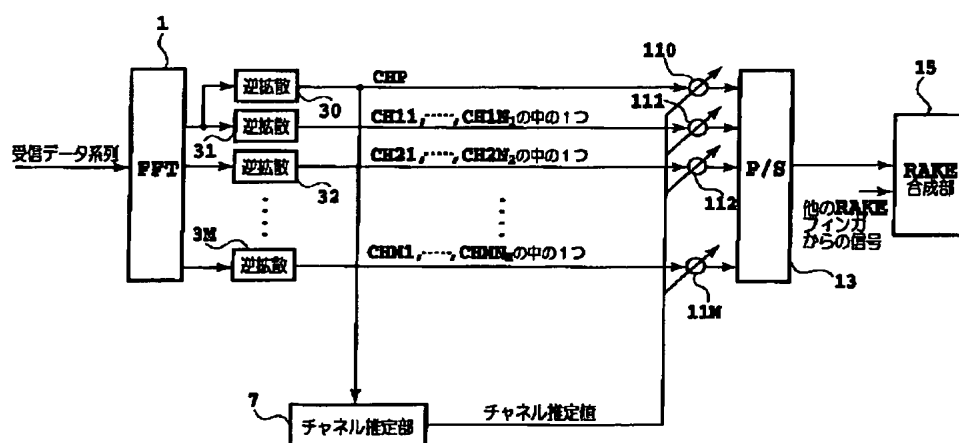 1
110
15
逆拡散
CHP
30
111
逆拡散
CH11,‥‥‥,CH1N₁の中の1つ
31
受信データ系列
FFT
逆拡散
CH21,‥‥‥,CH2N₂の中の1つ
P/S
RAKE
合成部
32
112
他のRAKE
フィンガ
からの信号
3M
逆拡散
CHM1,‥‥‥,CHMNₘの中の1つ
13
11M
7
チャネル推定部
チャネル推定値